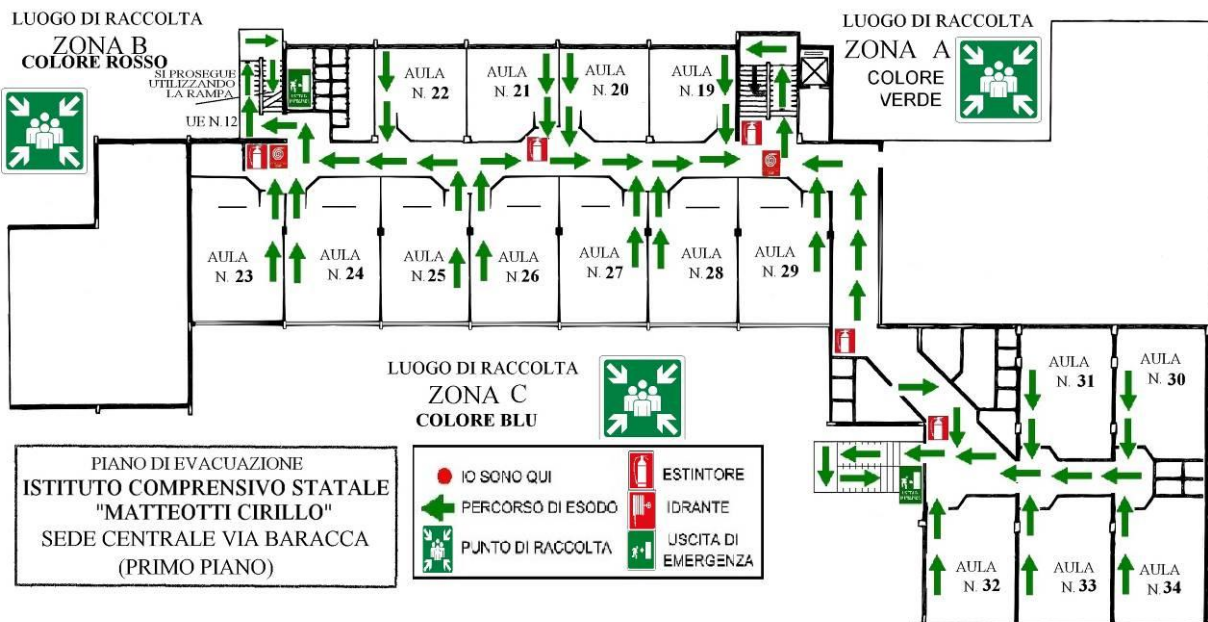 LUOGO DI RACCOLTA
ZONA B
COLORE ROSSO
SI PROSEGUE
UTILIZZANDO
LA RAMPA
UE N.12
LUOGO DI RACCOLTA
ZONA A
COLORE
VERDE
AULA
N. 22
AULA
N. 21
AULA
N. 20
AULA
N. 19
AULA
N. 23
AULA
N. 24
AULA
N. 25
AULA
N. 26
AULA
N. 27
AULA
N. 28
AULA
N. 29
LUOGO DI RACCOLTA
ZONA C
COLORE BLU
AULA
N. 31
AULA
N. 30
AULA
N. 32
AULA
N. 33
AULA
N. 34
PIANO DI EVACUAZIONE
ISTITUTO COMPRENSIVO STATALE
"MATTEOTTI CIRILLO"
SEDE CENTRALE VIA BARACCA
(PRIMO PIANO)
IO SONO QUI
PERCORSO DI ESODO
PUNTO DI RACCOLTA
ESTINTORE
IDRANTE
USCITA DI
EMERGENZA